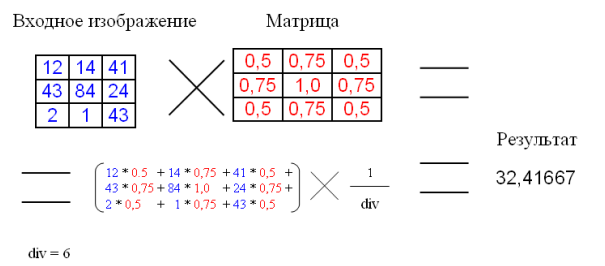 Входное изображение Матрица
12 14 41 0,5 0,75 0,5
43 84 24 0,75 1,0 0,75
2 1 43 0,5 0,75 0,5
Результат
12 * 0.5 + 14 * 0,75 + 41 * 0,5 +
43 * 0,75 + 84 * 1,0 + 24 * 0,75 +
2 * 0,5 + 1 * 0,75 + 43 * 0,5
1
div
32,41667
div = 6